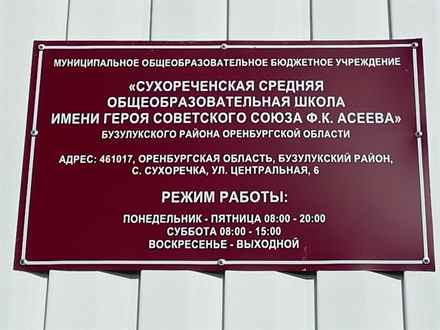 МУНИЦИПАЛЬНОЕ ОБЩЕОБРАЗОВАТЕЛЬНОЕ БЮДЖЕТНОЕ УЧРЕЖДЕНИЕ
«СУХОРЕЧЕНСКАЯ СРЕДНЯЯ
ОБЩЕОБРАЗОВАТЕЛЬНАЯ ШКОЛА
ИМЕНИ ГЕРОЯ СОВЕТСКОГО СОЮЗА Ф.К. АСЕЕВА»
БУЗУЛУКСКОГО РАЙОНА ОРЕНБУРГСКОЙ ОБЛАСТИ
АДРЕС: 461017, ОРЕНБУРГСКАЯ ОБЛАСТЬ, БУЗУЛУКСКИЙ РАЙОН,
С. СУХОРЕЧКА, УЛ. ЦЕНТРАЛЬНАЯ, 6
РЕЖИМ РАБОТЫ:
ПОНЕДЕЛЬНИК - ПЯТНИЦА 08:00 - 20:00
СУББОТА 08:00 - 15:00
ВОСКРЕСЕНЬЕ - ВЫХОДНОЙ